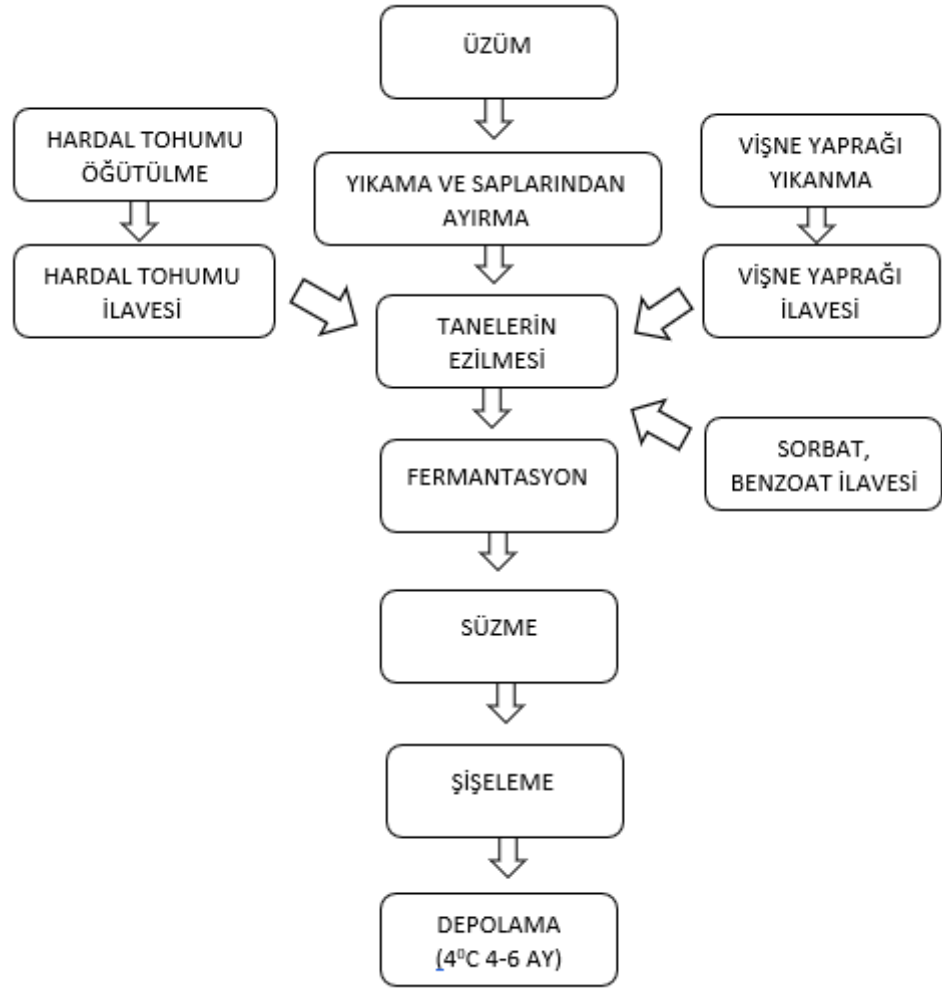 ÜZÜM
HARDAL TOHUMU
ÖĞÜTÜLME
VİŞNE YAPRAĞI
YIKANMA
YIKAMA VE SAPLARINDAN
AYIRMA
HARDAL TOHUMU
İLAVESİ
VİŞNE YAPRAĞI
İLAVESİ
TANELERİN
EZİLMESİ
SORBAT,
BENZOAT İLAVESİ
FERMANTASYON
SÜZME
ŞİŞELEME
DEPOLAMA
(4⁰C 4-6 AY)